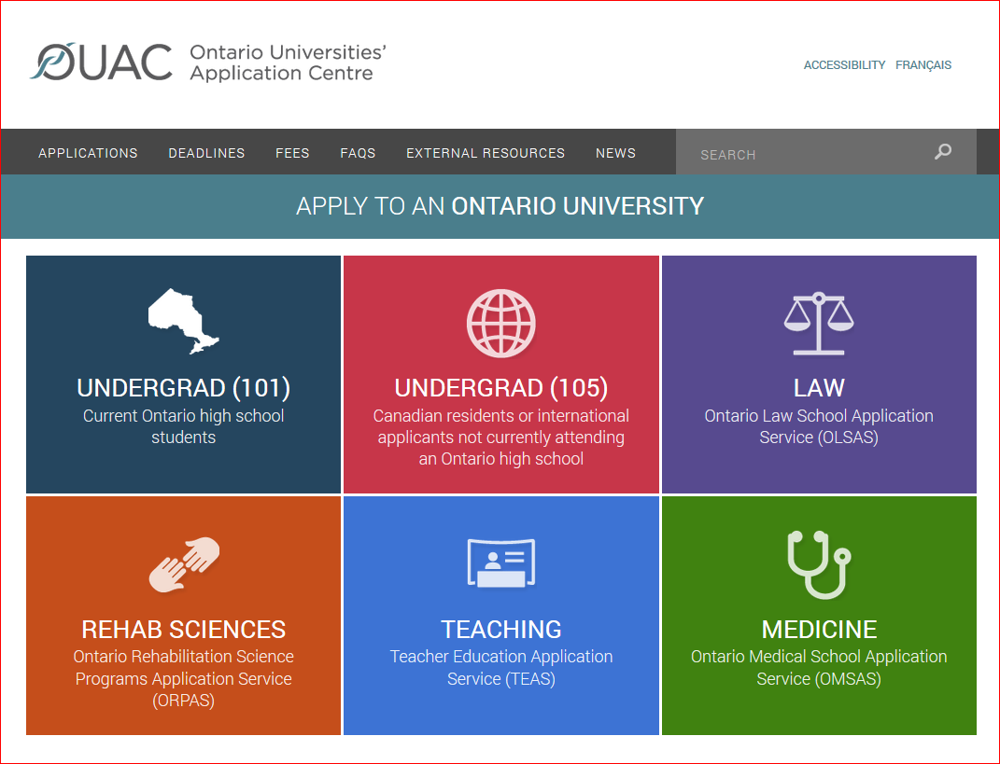 OUAC
Ontario Universities'
Application Centre
ACCESSIBILITY FRANÇAIS
APPLICATIONS DEADLINES FEES FAQS EXTERNAL RESOURCES NEWS SEARCH
APPLY TO AN ONTARIO UNIVERSITY
UNDERGRAD (101)
Current Ontario high school
students
UNDERGRAD (105)
Canadian residents or international
applicants not currently attending
an Ontario high school
LAW
Ontario Law School Application
Service (OLSAS)
REHAB SCIENCES
Ontario Rehabilitation Science
Programs Application Service
(ORPAS)
TEACHING
Teacher Education Application
Service (TEAS)
MEDICINE
Ontario Medical School Application
Service (OMSAS)